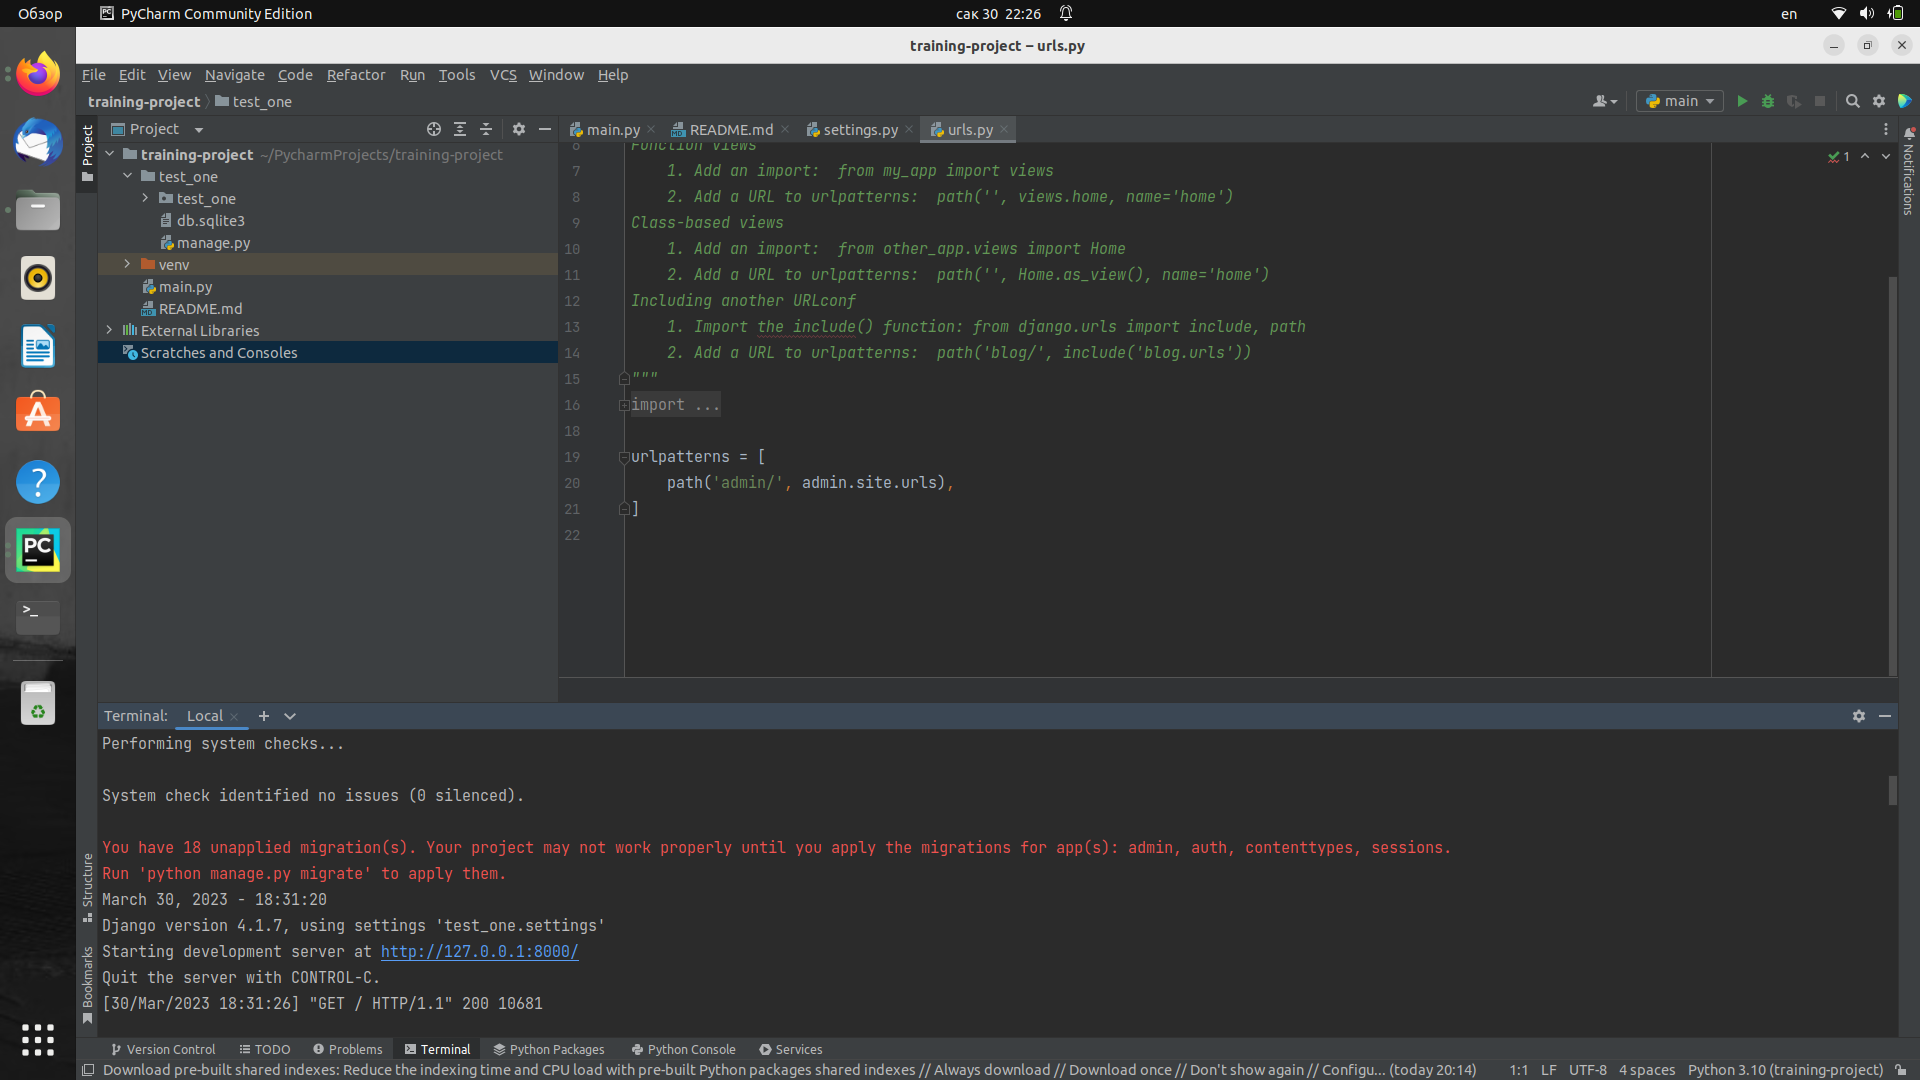 Обзор
PyCharm Community Edition
сак 30 22:26
en
training-project – urls.py
File Edit View Navigate Code Refactor Run Tools VCS Window Help
training-project test_one
main
Project
main.py README.md settings.py urls.py
training-project ~/PycharmProjects/training-project
test_one
test_one
db.sqlite3
manage.py
venv
main.py
README.md
External Libraries
Scratches and Consoles
Project
Structure
Bookmarks
Notifications
1
6 Function views
7 1. Add an import: from my_app import views
8 2. Add a URL to urlpatterns: path('', views.home, name='home')
9 Class-based views
10 1. Add an import: from other_app.views import Home
11 2. Add a URL to urlpatterns: path('', Home.as_view(), name='home')
12 Including another URLconf
13 1. Import the include() function: from django.urls import include, path
14 2. Add a URL to urlpatterns: path('blog/', include('blog.urls'))
15 """
16 import ...
18
19 urlpatterns = [
20 path('admin/', admin.site.urls),
21 ]
22
Terminal: Local
Performing system checks...
System check identified no issues (0 silenced).
You have 18 unapplied migration(s). Your project may not work properly until you apply the migrations for app(s): admin, auth, contenttypes, sessions.
Run 'python manage.py migrate' to apply them.
March 30, 2023 - 18:31:20
Django version 4.1.7, using settings 'test_one.settings'
Starting development server at http://127.0.0.1:8000/
Quit the server with CONTROL-C.
[30/Mar/2023 18:31:26] "GET / HTTP/1.1" 200 10681
Version Control TODO Problems Terminal Python Packages Python Console Services
Download pre-built shared indexes: Reduce the indexing time and CPU load with pre-built Python packages shared indexes // Always download // Download once // Don't show again // Configu... (today 20:14) 1:1 LF UTF-8 4 spaces Python 3.10 (training-project)